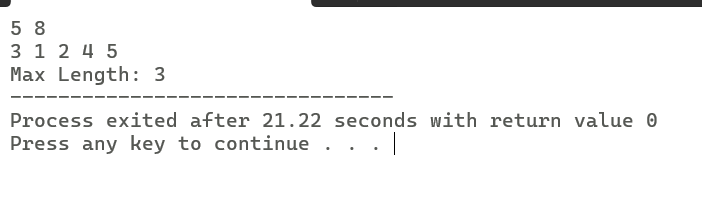 5 8
3 1 2 4 5
Max Length: 3
--------------------------------
Process exited after 21.22 seconds with return value 0
Press any key to continue . . .